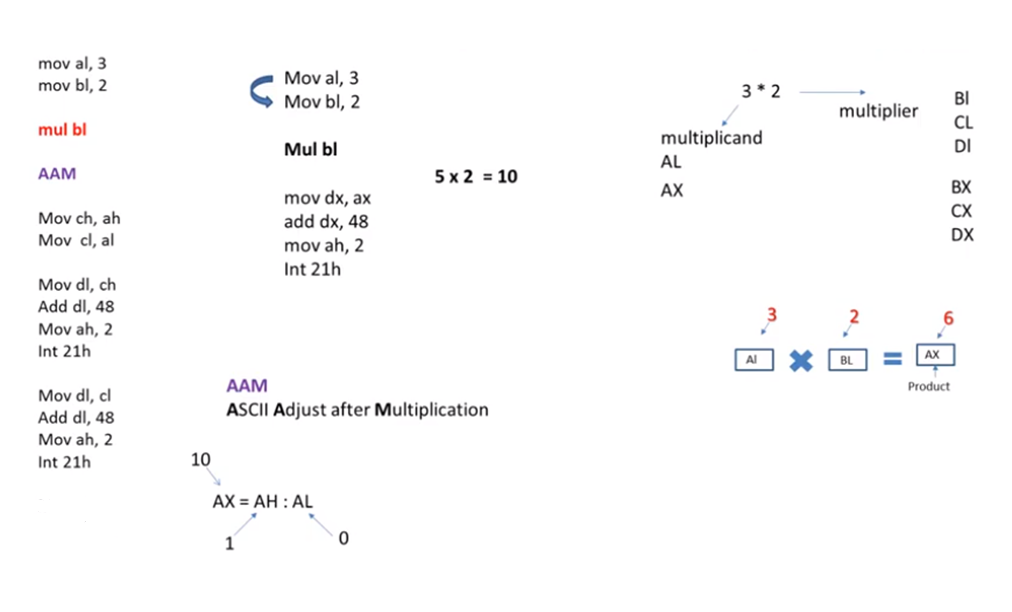 mov al, 3
mov bl, 2
mul bl
AAM
Mov ch, ah
Mov cl, al
Mov dl, ch
Add dl, 48
Mov ah, 2
Int 21h
Mov dl, cl
Add dl, 48
Mov ah, 2
Int 21h
Mov al, 3
Mov bl, 2
Mul bl
mov dx, ax
add dx, 48
mov ah, 2
Int 21h
5 x 2 = 10
AAM
ASCII Adjust after Multiplication
10
AX = AH : AL
1
0
3 * 2
multiplier
multiplicand
AL
AX
Bl
CL
Dl
BX
CX
DX
3
2
6
Al
BL
AX
Product